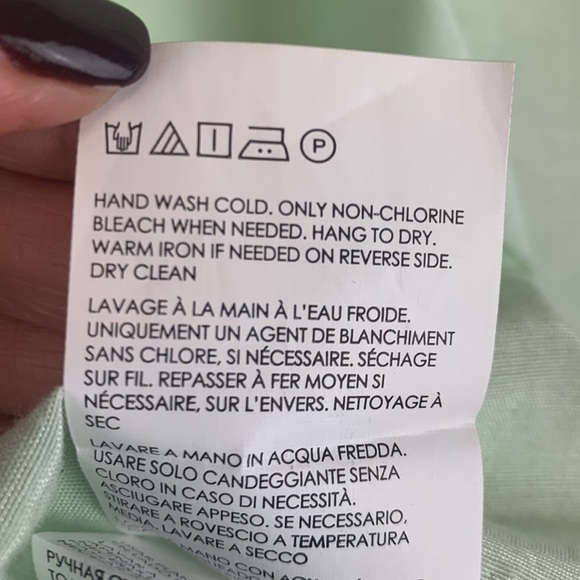 P
HAND WASH COLD. ONLY NON-CHLORINE
BLEACH WHEN NEEDED. HANG TO DRY.
WARM IRON IF NEEDED ON REVERSE SIDE.
DRY CLEAN
LAVAGE À LA MAIN À L'EAU FROIDE.
UNIQUEMENT UN AGENT DE BLANCHIMENT
SANS CHLORE, SI NÉCESSAIRE. SÉCHAGE
SUR FIL. REPASSER À FER MOYEN SI
NÉCESSAIRE, SUR L'ENVERS. NETTOYAGE À
SEC
LAVARE A MANO IN ACQUA FREDDA.
USARE SOLO CANDEGGIANTE SENZA
CLORO IN CASO DI NECESSITÀ.
ASCIUGARE APPESO. SE NECESSARIO,
STIRARE A ROVESCIO A TEMPERATURA
MEDIA. LAVARE A SECCO
MANO CON
РУЧНАЯ